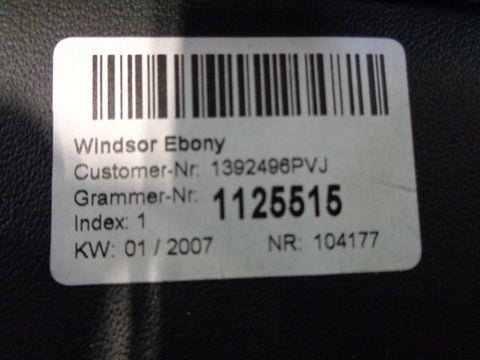 Windsor Ebony
Customer-Nr: 1392496PVJ
Grammer-Nr: 1125515
Index: 1
KW: 01 / 2007 NR: 104177